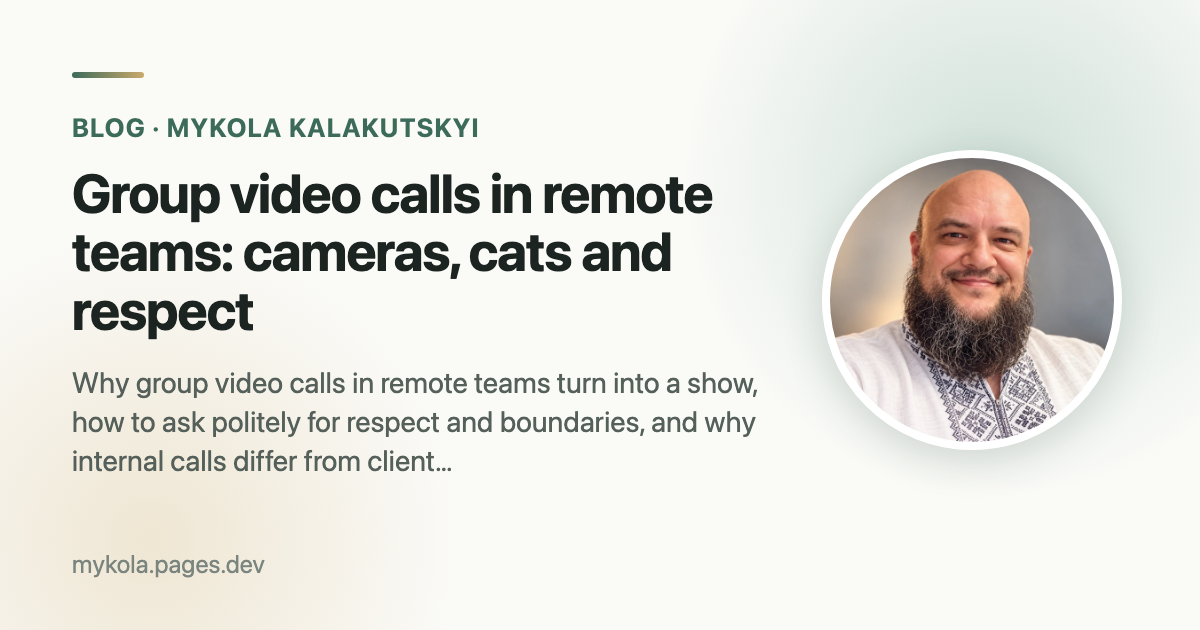 BLOG · MYKOLA KALAKUTSKYI
Group video calls in remote
teams: cameras, cats and
respect
Why group video calls in remote teams turn into a show,
how to ask politely for respect and boundaries, and why
internal calls differ from client...
mykola.pages.dev